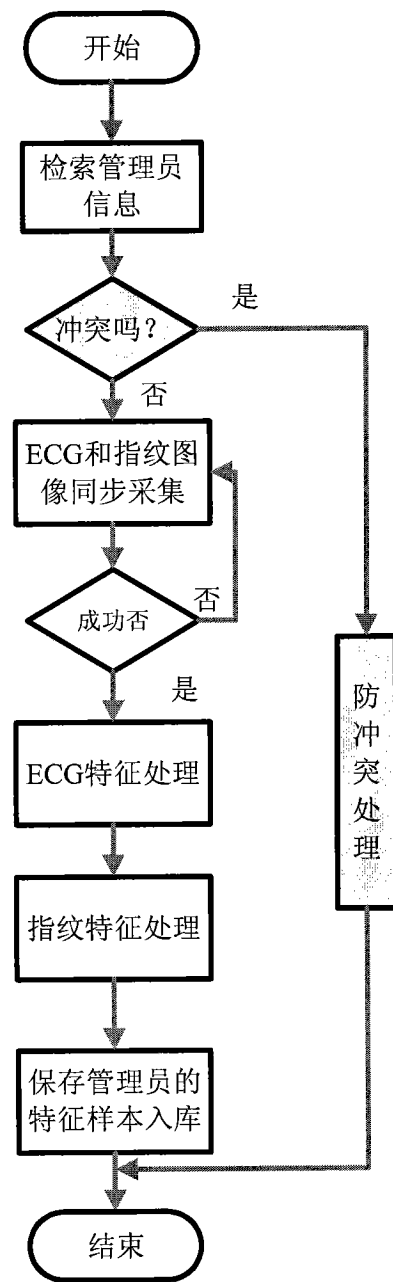 开始
检索管理员
信息
冲突吗？
是
否
ECG和指纹图
像同步采集
成功否
否
是
ECG特征处理
防冲突处理
指纹特征处理
保存管理员的
特征样本入库
结束